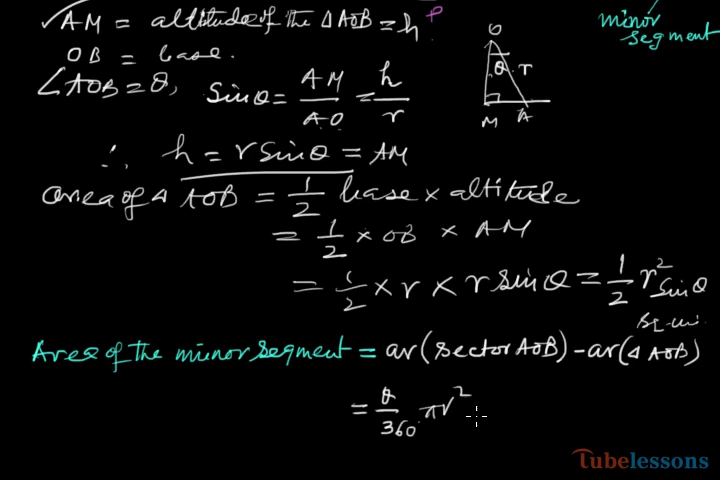 ✓AM = altitude of the △AOB = h P
minor segment
OB = base.
∠AOB = θ, sinθ = AM/AO = h/r
O
θ r
M A
∴ h = r sinθ = AM
area of △ AOB = 1/2 base × altitude
= 1/2 × OB × AM
= 1/2 × r × r sinθ = 1/2 r² sinθ
Area of the minor segment = ar(sector AOB) - ar(△AOB)
= θ/360 πr²
Tubelessons